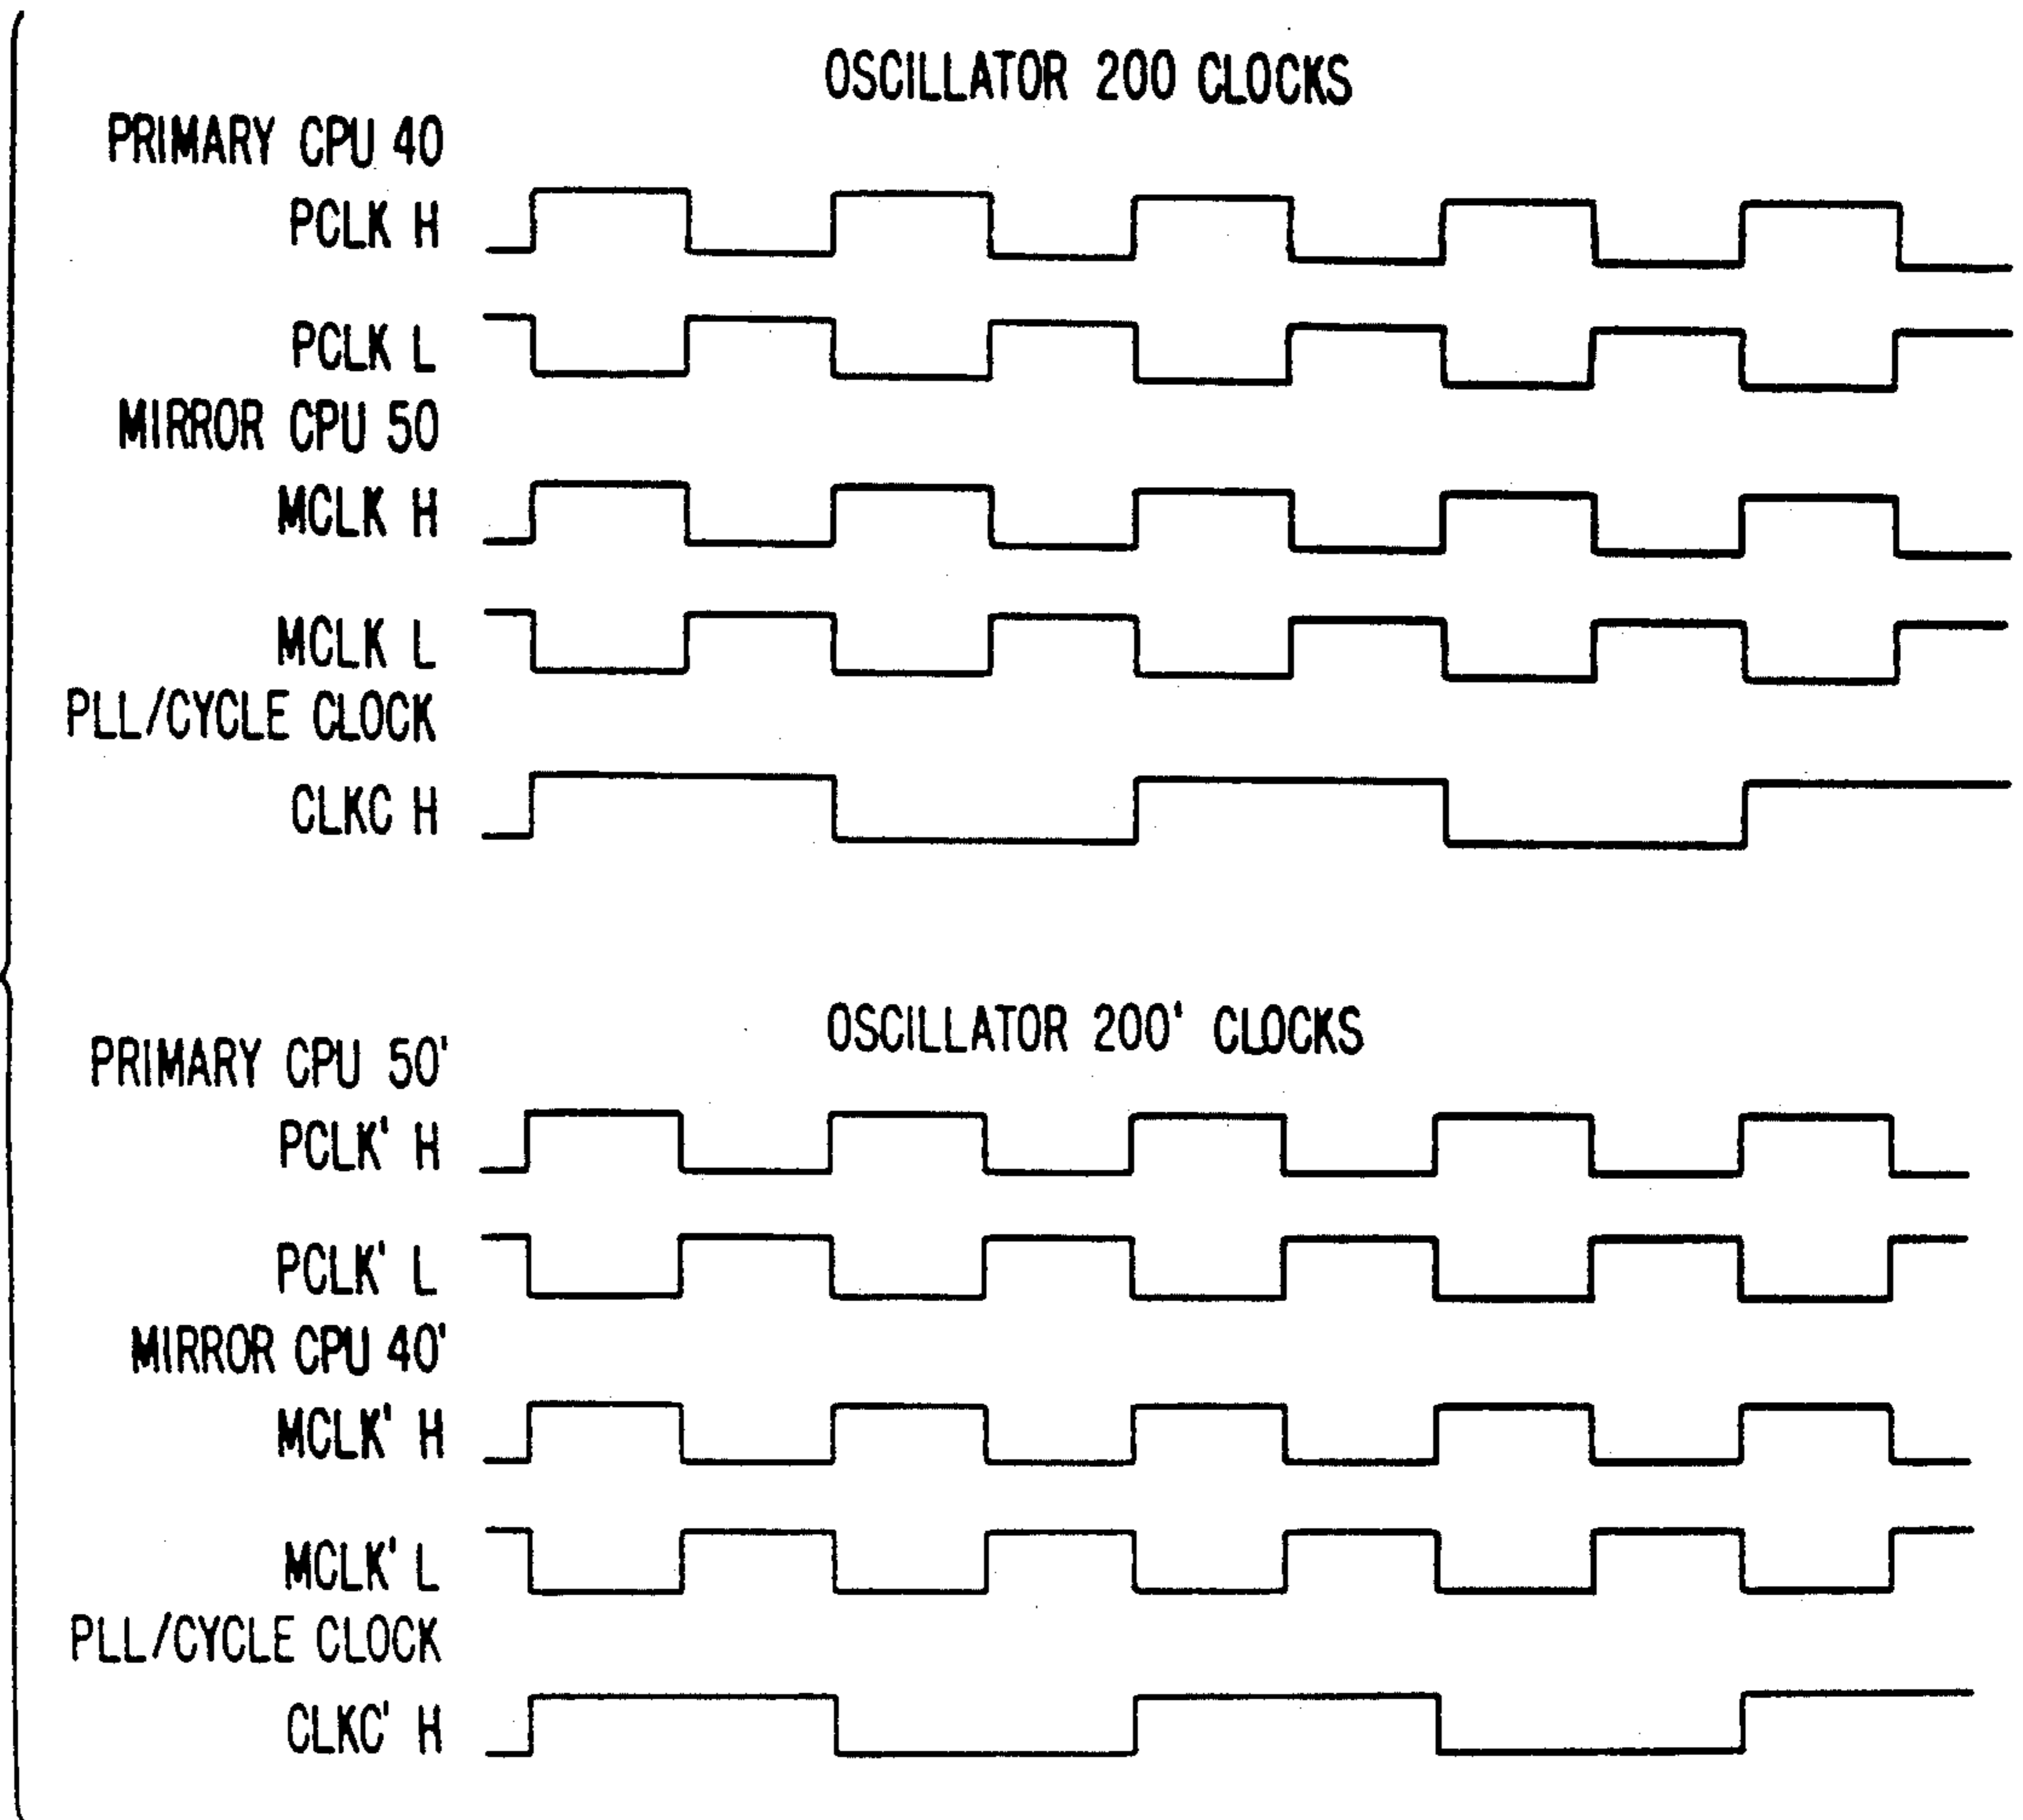 OSCILLATOR 200 CLOCKS
PRIMARY CPU 40
PCLK H
PCLK L
MIRROR CPU 50
MCLK H
MCLK L
PLL/CYCLE CLOCK
CLKC H
OSCILLATOR 200' CLOCKS
PRIMARY CPU 50'
PCLK' H
PCLK' L
MIRROR CPU 40'
MCLK' H
MCLK' L
PLL/CYCLE CLOCK
CLKC' H